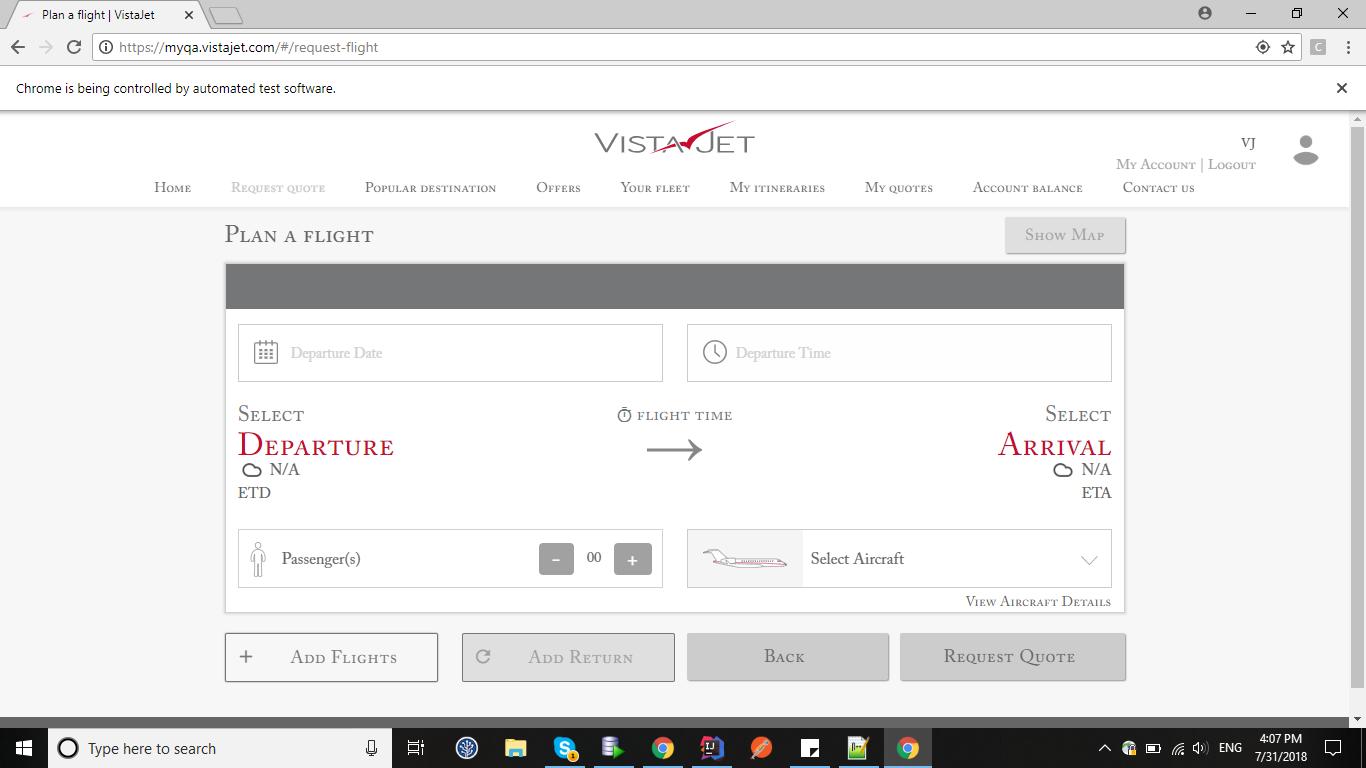 Plan a flight | VistaJet
https://myqa.vistajet.com/#/request-flight
C
Chrome is being controlled by automated test software.
VISTAJET
VJ
My Account | Logout
Home Request quote Popular destination Offers Your fleet My itineraries My quotes Account balance Contact us
Plan a flight
Show Map
Departure Date
Departure Time
Select
flight time
Select
Departure
Arrival
N/A
N/A
ETD
ETA
Passenger(s)
-
00
+
Select Aircraft
View Aircraft Details
+ Add Flights
Add Return
Back
Request Quote
Type here to search
S
1
IJ
ENG
4:07 PM
7/31/2018